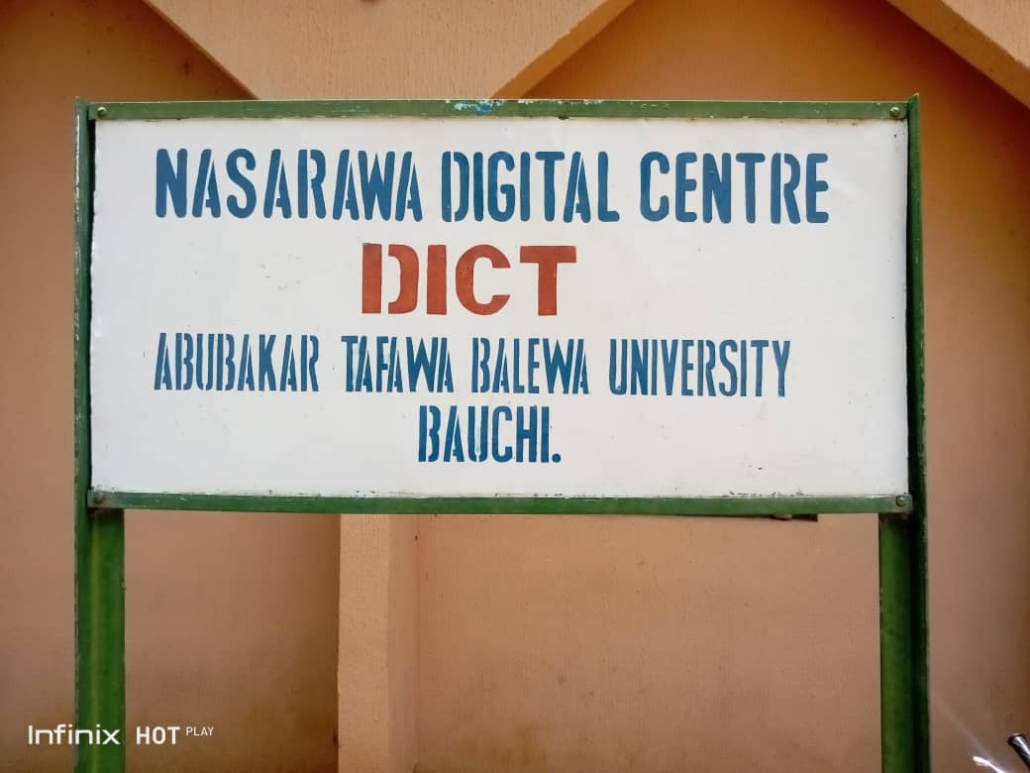 NASARAWA DIGITAL CENTRE
DICT
ABUBAKAR TAFAWA BALEWA UNIVERSITY
BAUCHI.
Infinix HOT PLAY